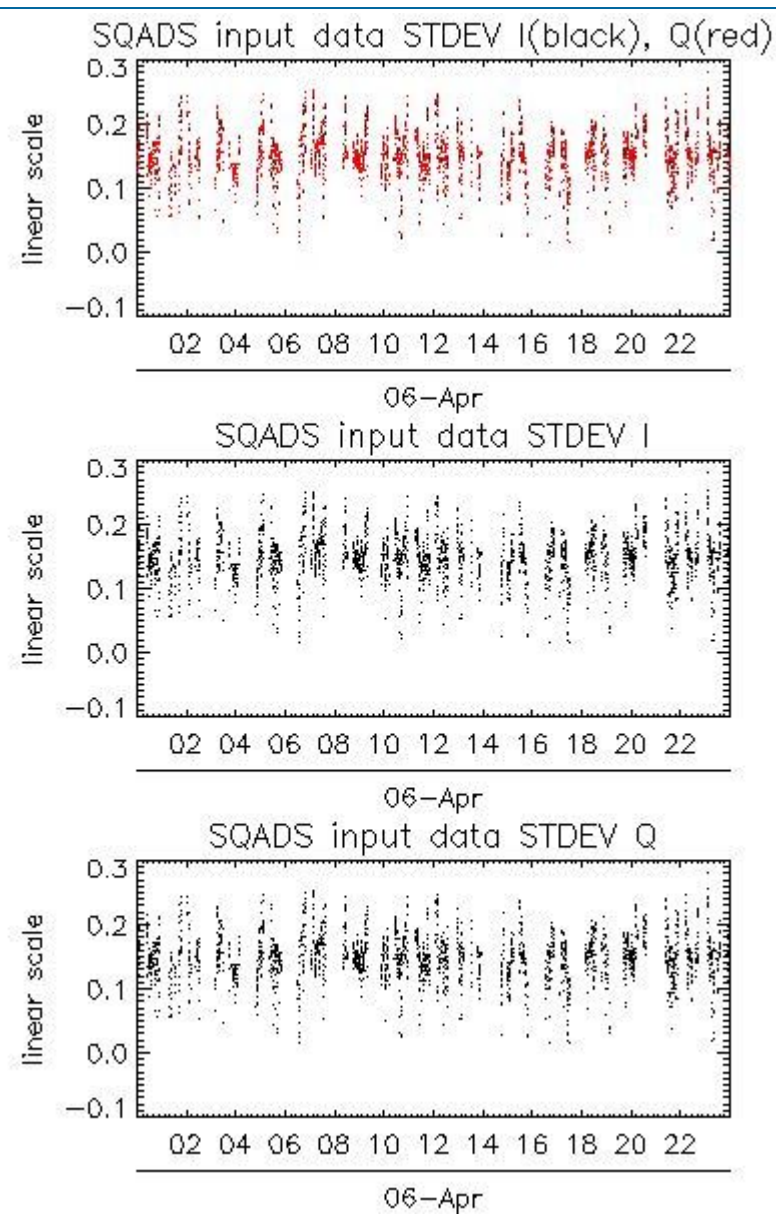 SQADS input data STDEV I(black), Q(red)
0.3
0.2
0.1
0.0
−0.1
linear scale
02 04 06 08 10 12 14 16 18 20 22
06−Apr
SQADS input data STDEV I
0.3
0.2
0.1
0.0
−0.1
linear scale
02 04 06 08 10 12 14 16 18 20 22
06−Apr
SQADS input data STDEV Q
0.3
0.2
0.1
0.0
−0.1
linear scale
02 04 06 08 10 12 14 16 18 20 22
06−Apr